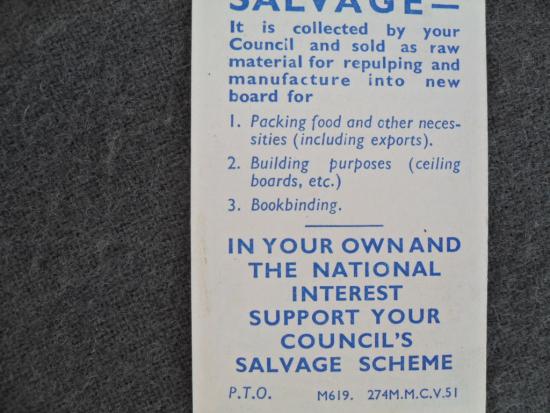 SALVAGE—
It is collected by your
Council and sold as raw
material for repulping and
manufacture into new
board for
1. Packing food and other neces-
sities (including exports).
2. Building purposes (ceiling
boards, etc.)
3. Bookbinding.
IN YOUR OWN AND
THE NATIONAL
INTEREST
SUPPORT YOUR
COUNCIL'S
SALVAGE SCHEME
P.T.O. M619. 274M.M.C.V.51